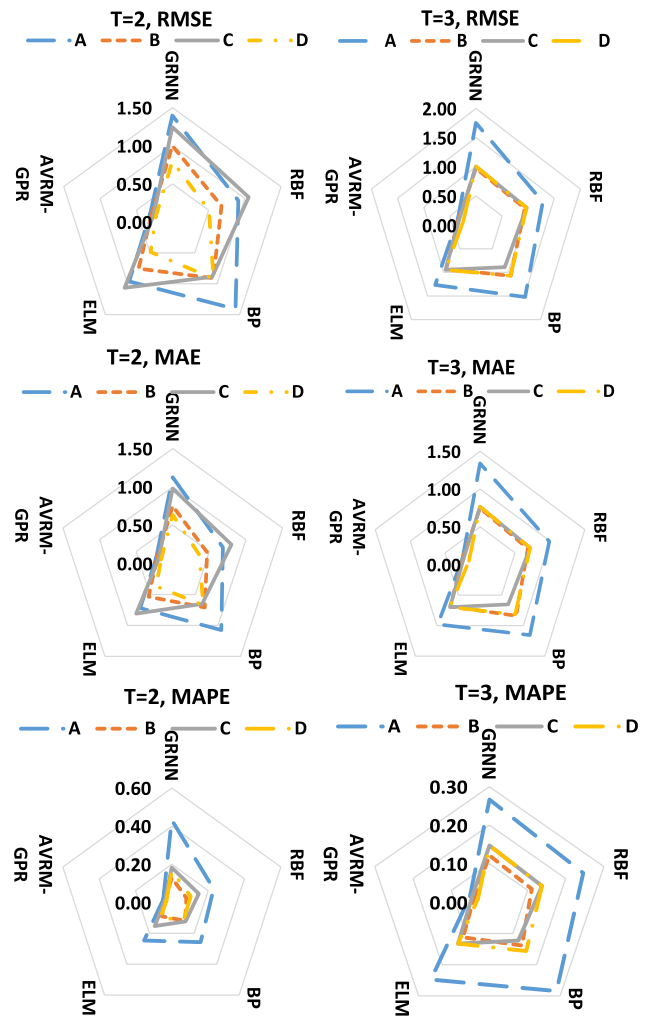 T=2, RMSE
A B C D
GRNN
1.50
1.00
0.50
0.00
RBF
BP
ELM
AVRM-
GPR
T=3, RMSE
A B C D
GRNN
2.00
1.50
1.00
0.50
0.00
RBF
BP
ELM
AVRM-
GPR
T=2, MAE
A B C D
GRNN
1.50
1.00
0.50
0.00
RBF
BP
ELM
AVRM-
GPR
T=3, MAE
A B C D
GRNN
1.50
1.00
0.50
0.00
RBF
BP
ELM
AVRM-
GPR
T=2, MAPE
A B C D
GRNN
0.60
0.40
0.20
0.00
RBF
BP
ELM
AVRM-
GPR
T=3, MAPE
A B C D
GRNN
0.30
0.20
0.10
0.00
RBF
BP
ELM
AVRM-
GPR